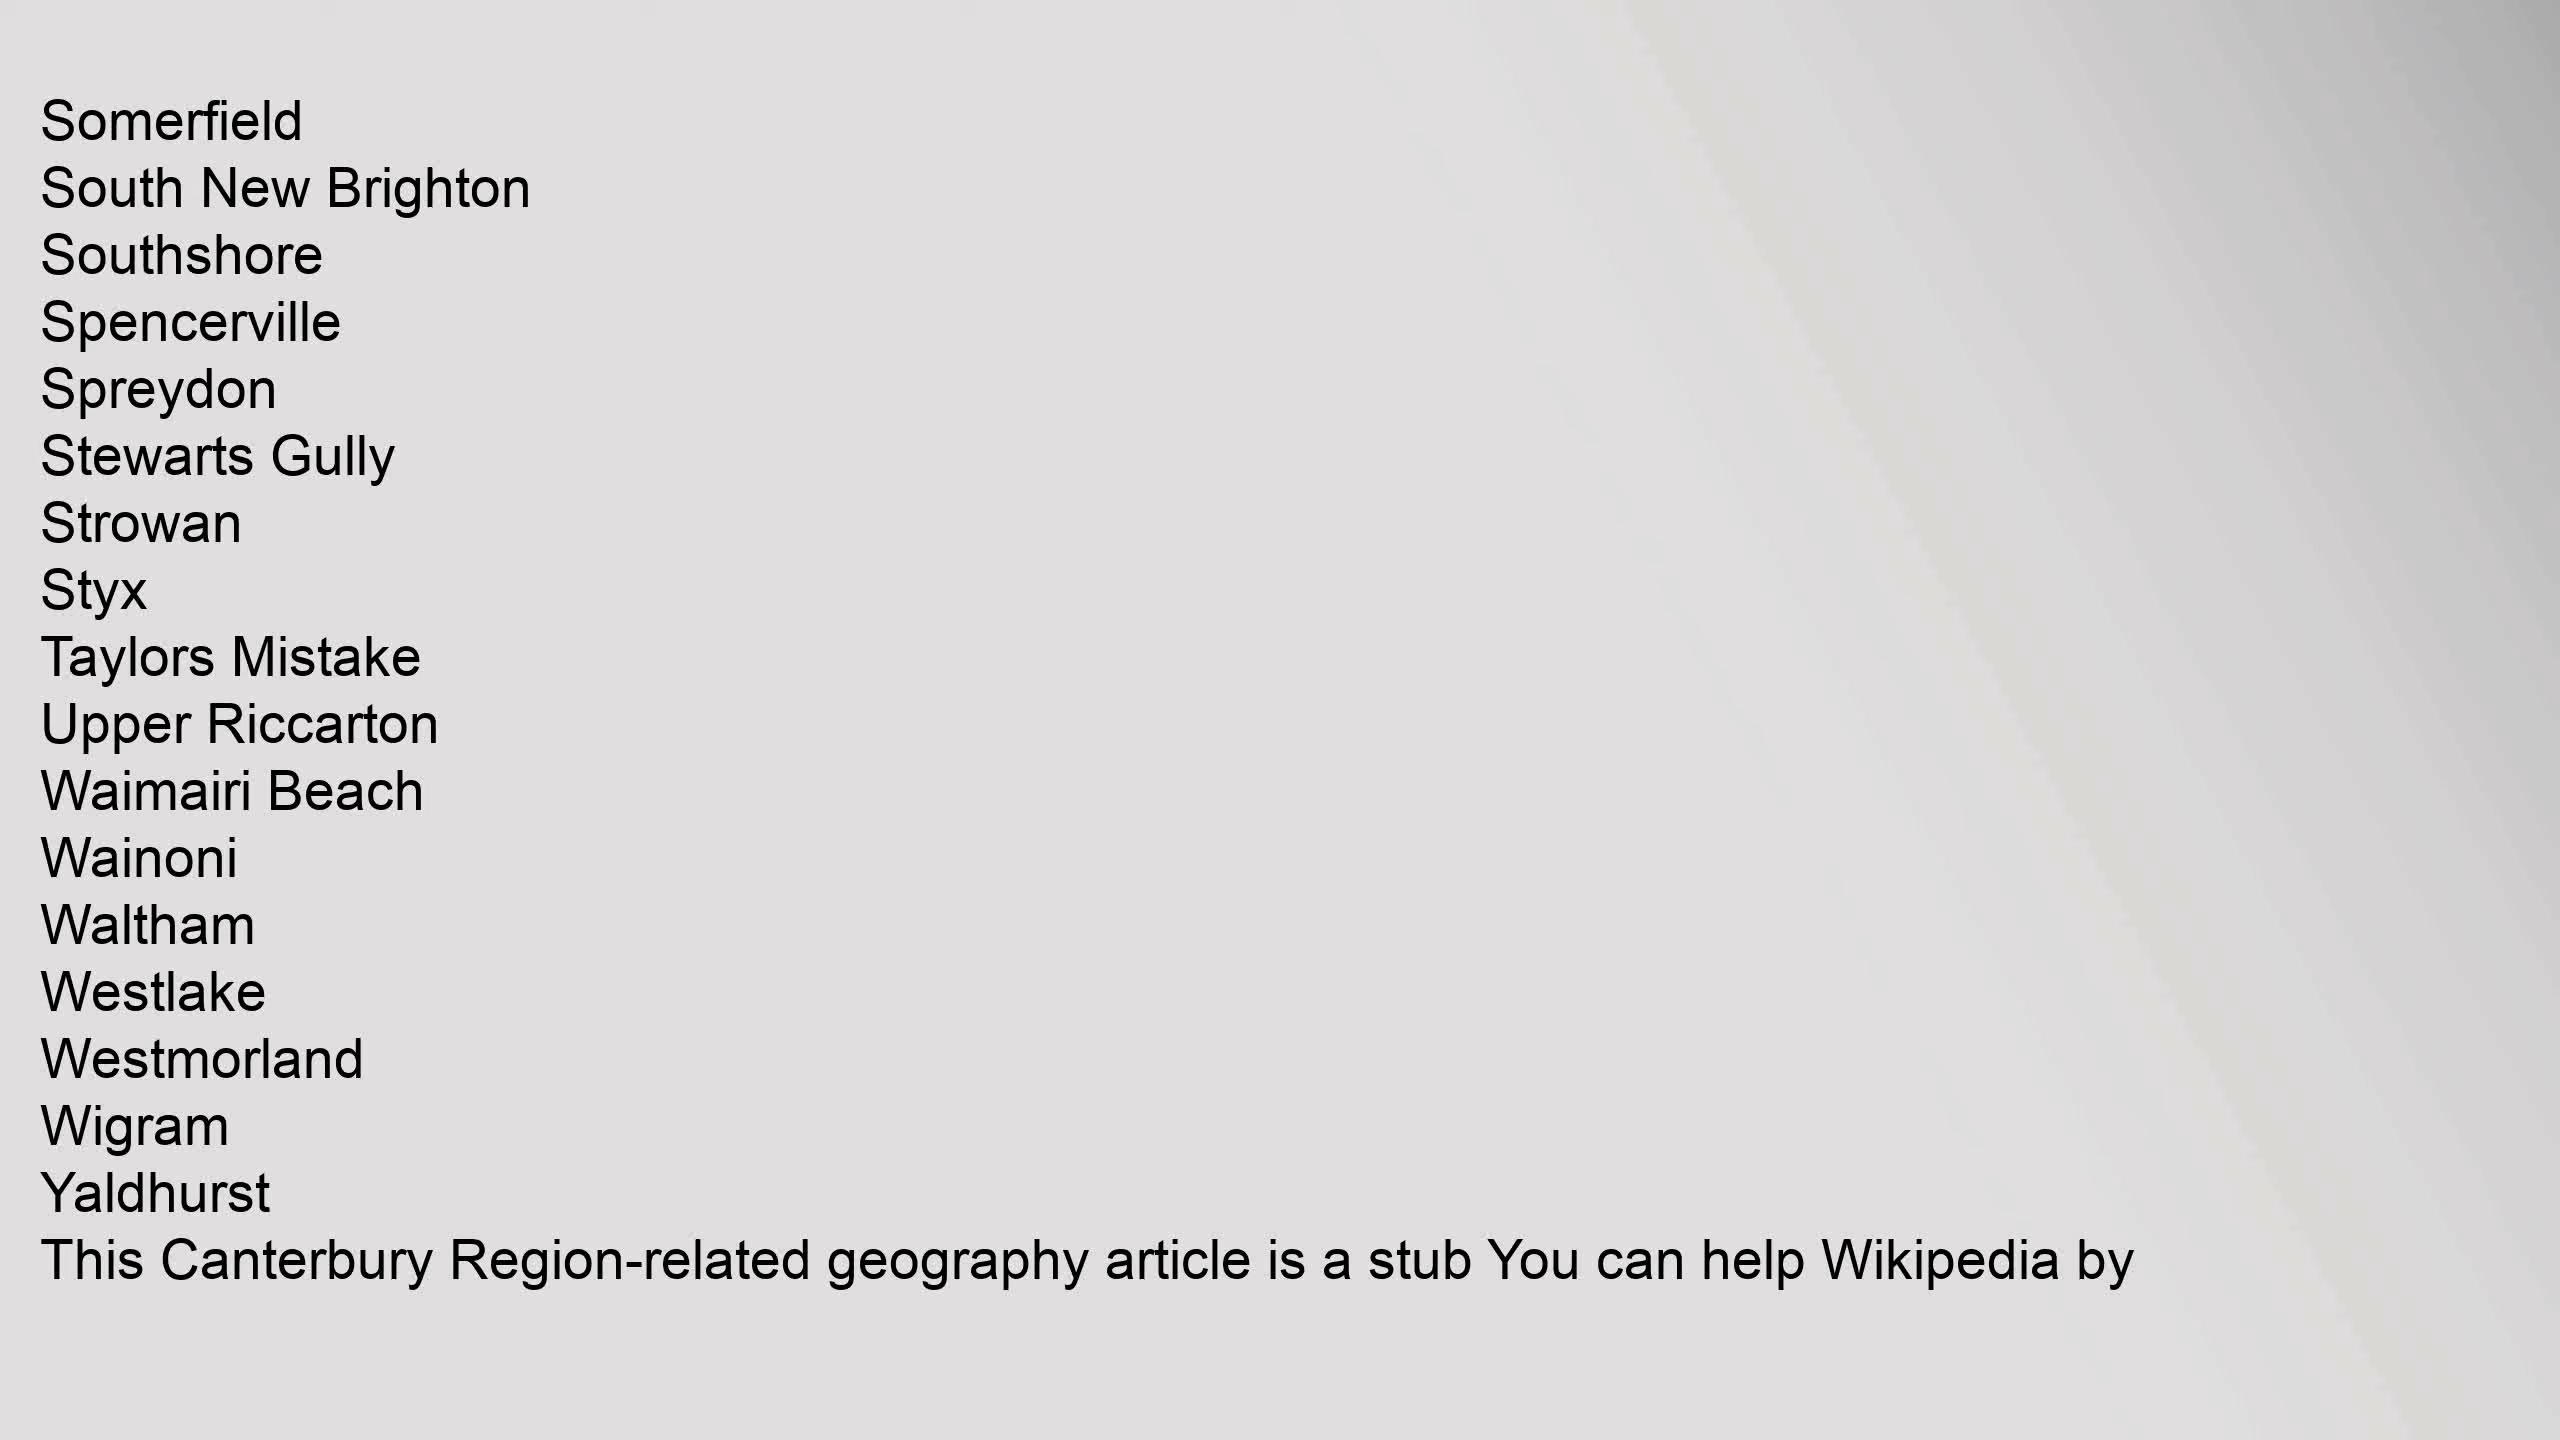 Somerfield
South New Brighton
Southshore
Spencerville
Spreydon
Stewarts Gully
Strowan
Styx
Taylors Mistake
Upper Riccarton
Waimairi Beach
Wainoni
Waltham
Westlake
Westmorland
Wigram
Yaldhurst
This Canterbury Region-related geography article is a stub You can help Wikipedia by